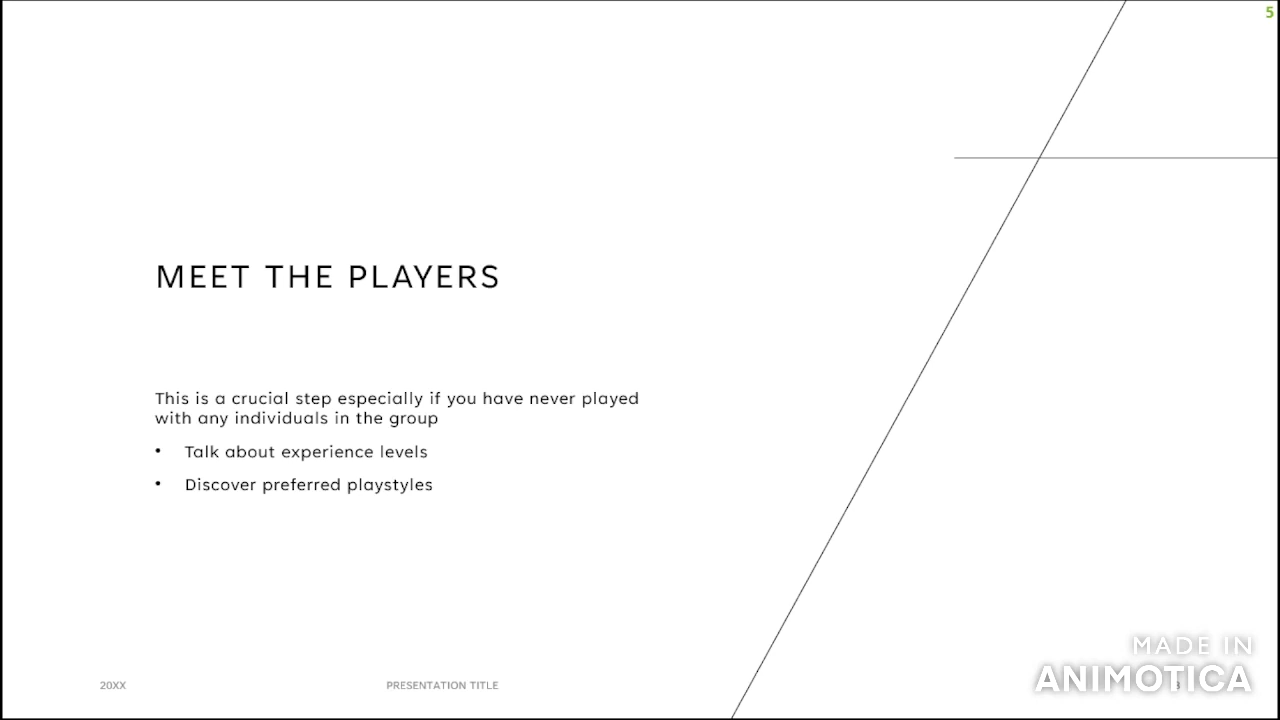 5
MEET THE PLAYERS
This is a crucial step especially if you have never played
with any individuals in the group
• Talk about experience levels
• Discover preferred playstyles
20XX
PRESENTATION TITLE
MADE IN
ANIMOTICA